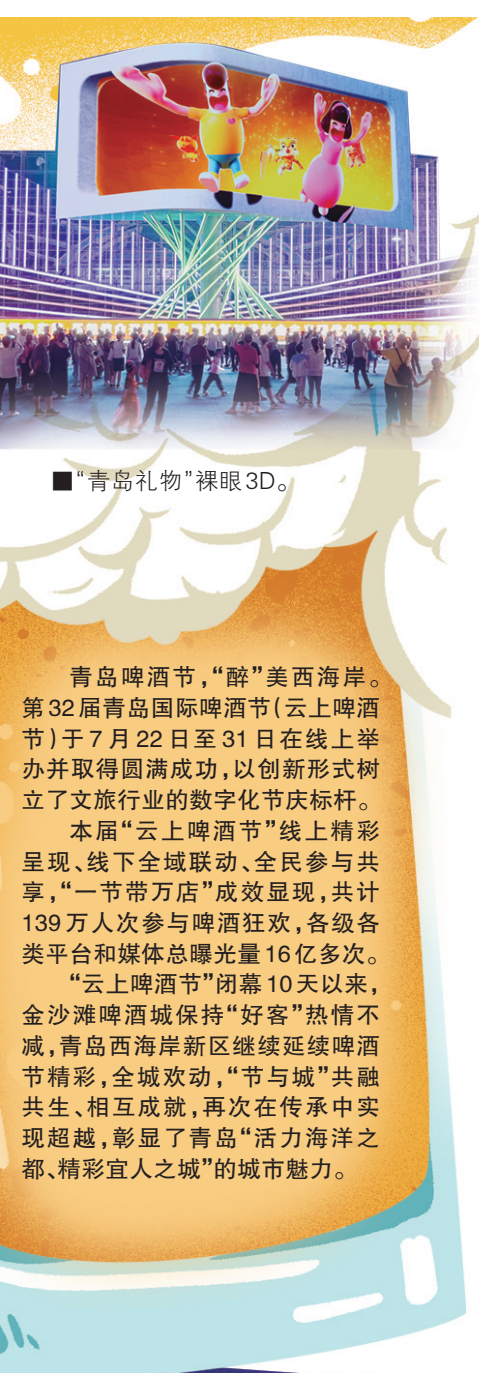 ■“青岛礼物”裸眼3D。
青岛啤酒节，“醉”美西海岸。
第32届青岛国际啤酒节（云上啤酒
节）于7月22日至31日在线上举
办并取得圆满成功，以创新形式树
立了文旅行业的数字化节庆标杆。
本届“云上啤酒节”线上精彩
呈现、线下全域联动、全民参与共
享，“一节带万店”成效显现，共计
139万人次参与啤酒狂欢，各级各
类平台和媒体总曝光量16亿多次。
“云上啤酒节”闭幕10天以来，
金沙滩啤酒城保持“好客”热情不
减，青岛西海岸新区继续延续啤酒
节精彩，全城欢动，“节与城”共融
共生、相互成就，再次在传承中实
现超越，彰显了青岛“活力海洋之
都、精彩宜人之城”的城市魅力。